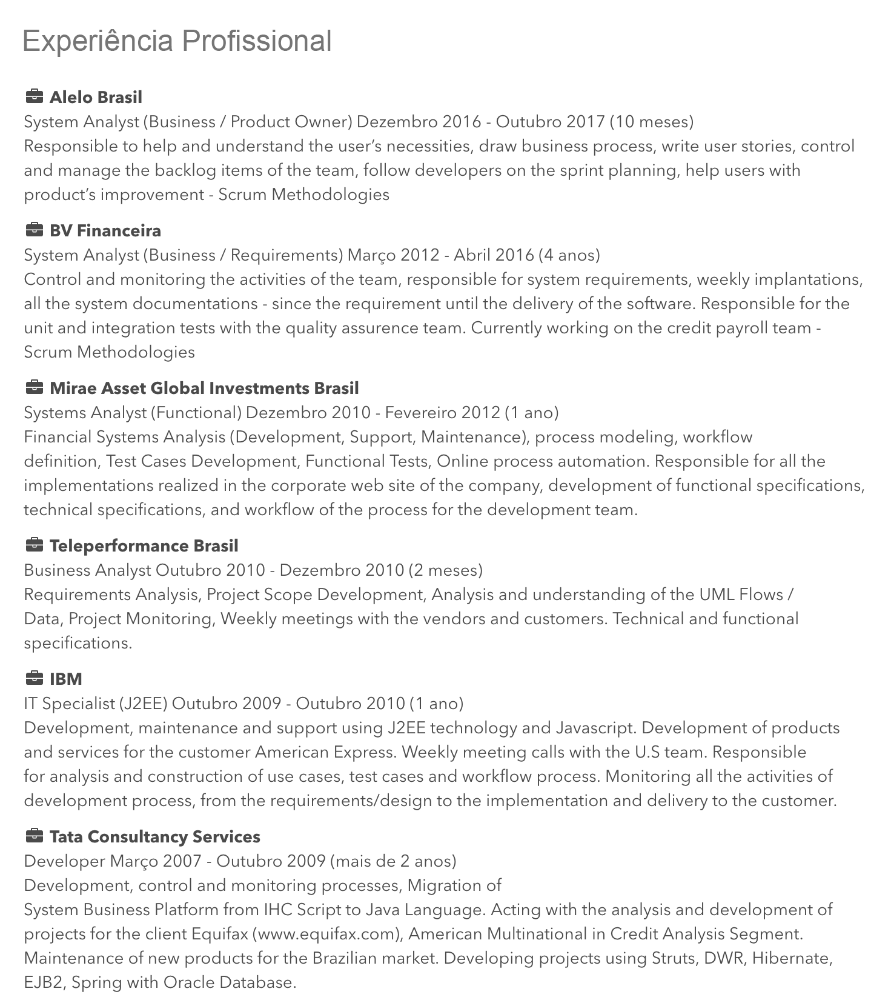 Experiência Profissional
Alelo Brasil
System Analyst (Business / Product Owner) Dezembro 2016 - Outubro 2017 (10 meses)
Responsible to help and understand the user’s necessities, draw business process, write user stories, control
and manage the backlog items of the team, follow developers on the sprint planning, help users with
product’s improvement - Scrum Methodologies
BV Financeira
System Analyst (Business / Requirements) Março 2012 - Abril 2016 (4 anos)
Control and monitoring the activities of the team, responsible for system requirements, weekly implantations,
all the system documentations - since the requirement until the delivery of the software. Responsible for the
unit and integration tests with the quality assurence team. Currently working on the credit payroll team -
Scrum Methodologies
Mirae Asset Global Investments Brasil
Systems Analyst (Functional) Dezembro 2010 - Fevereiro 2012 (1 ano)
Financial Systems Analysis (Development, Support, Maintenance), process modeling, workflow
definition, Test Cases Development, Functional Tests, Online process automation. Responsible for all the
implementations realized in the corporate web site of the company, development of functional specifications,
technical specifications, and workflow of the process for the development team.
Teleperformance Brasil
Business Analyst Outubro 2010 - Dezembro 2010 (2 meses)
Requirements Analysis, Project Scope Development, Analysis and understanding of the UML Flows /
Data, Project Monitoring, Weekly meetings with the vendors and customers. Technical and functional
specifications.
IBM
IT Specialist (J2EE) Outubro 2009 - Outubro 2010 (1 ano)
Development, maintenance and support using J2EE technology and Javascript. Development of products
and services for the customer American Express. Weekly meeting calls with the U.S team. Responsible
for analysis and construction of use cases, test cases and workflow process. Monitoring all the activities of
development process, from the requirements/design to the implementation and delivery to the customer.
Tata Consultancy Services
Developer Março 2007 - Outubro 2009 (mais de 2 anos)
Development, control and monitoring processes, Migration of
System Business Platform from IHC Script to Java Language. Acting with the analysis and development of
projects for the client Equifax (www.equifax.com), American Multinational in Credit Analysis Segment.
Maintenance of new products for the Brazilian market. Developing projects using Struts, DWR, Hibernate,
EJB2, Spring with Oracle Database.